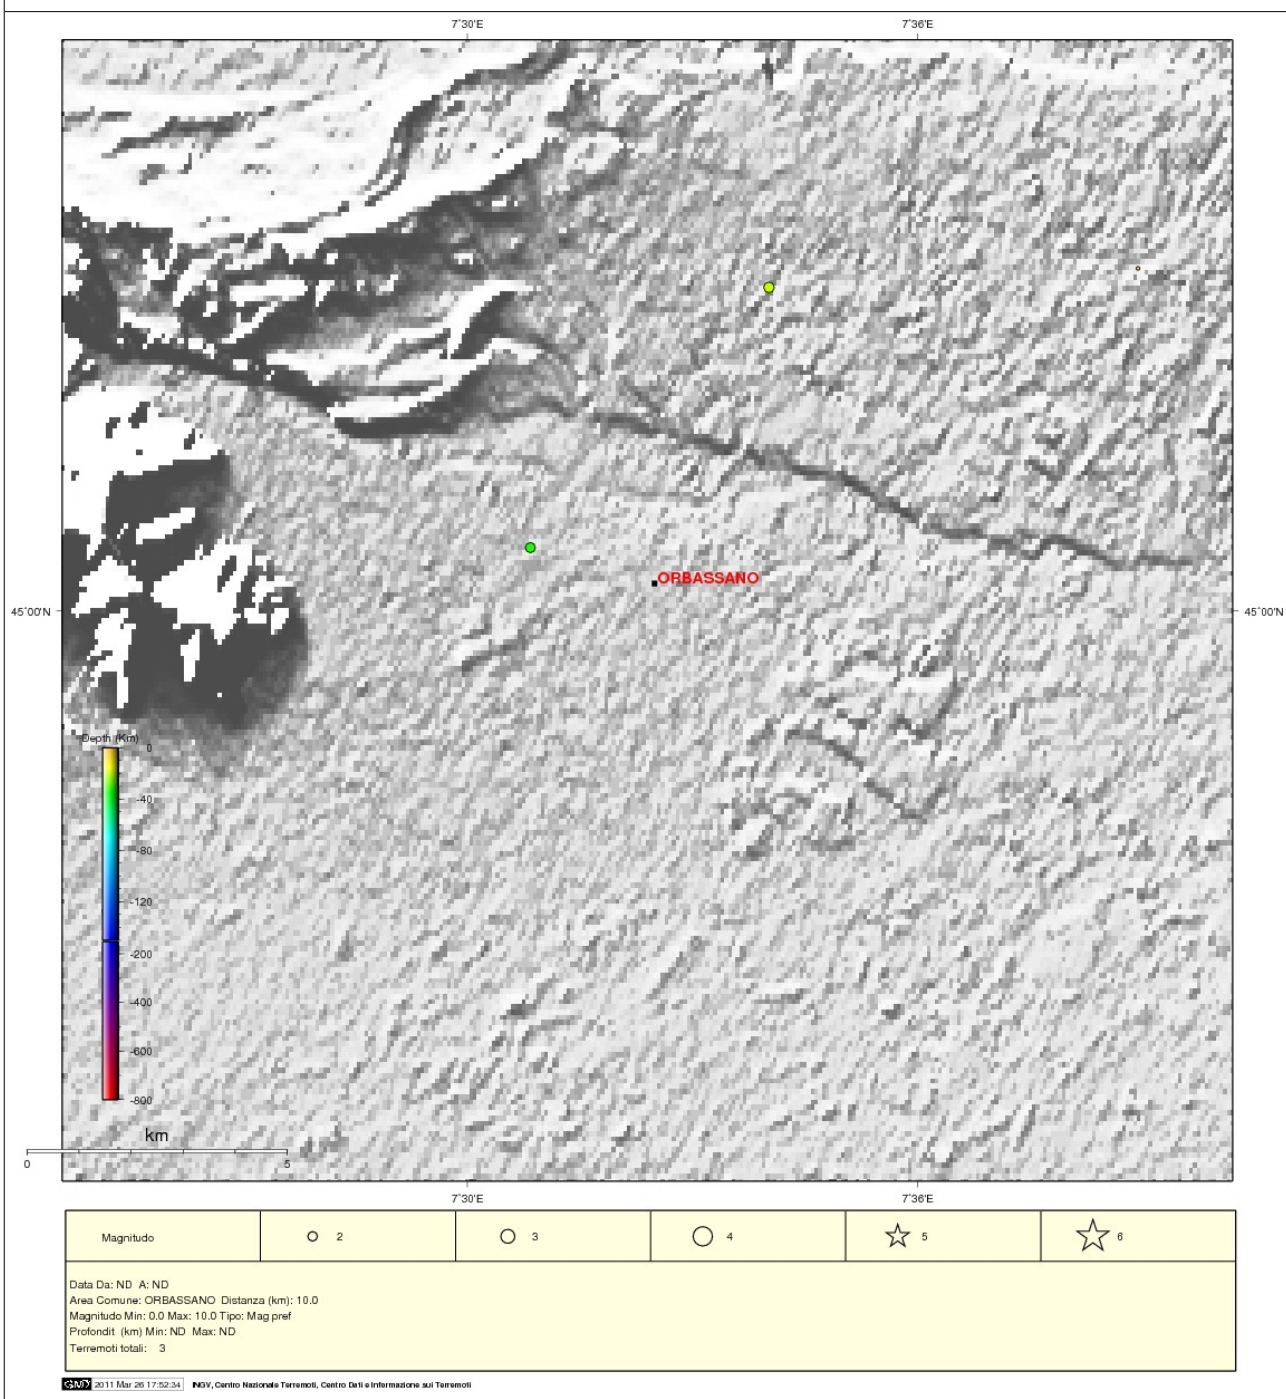 7°30'E 7°36'E
ORBASSANO
45°00'N 45°00'N
Depth (Km)
0
-40
-80
-120
-200
-400
-600
-800
km
0 5
7°30'E 7°36'E
Magnitudo 2 3 4 5 6
Data Da: ND A: ND
Area Comune: ORBASSANO Distanza (km): 10.0
Magnitudo Min: 0.0 Max: 10.0 Tipo: Mag pref
Profondit (km) Min: ND Max: ND
Terremoti totali: 3
GMT 2011 Mar 26 17:52:34 INGV, Centro Nazionale Terremoti, Centro Dati e Informazione sui Terremoti